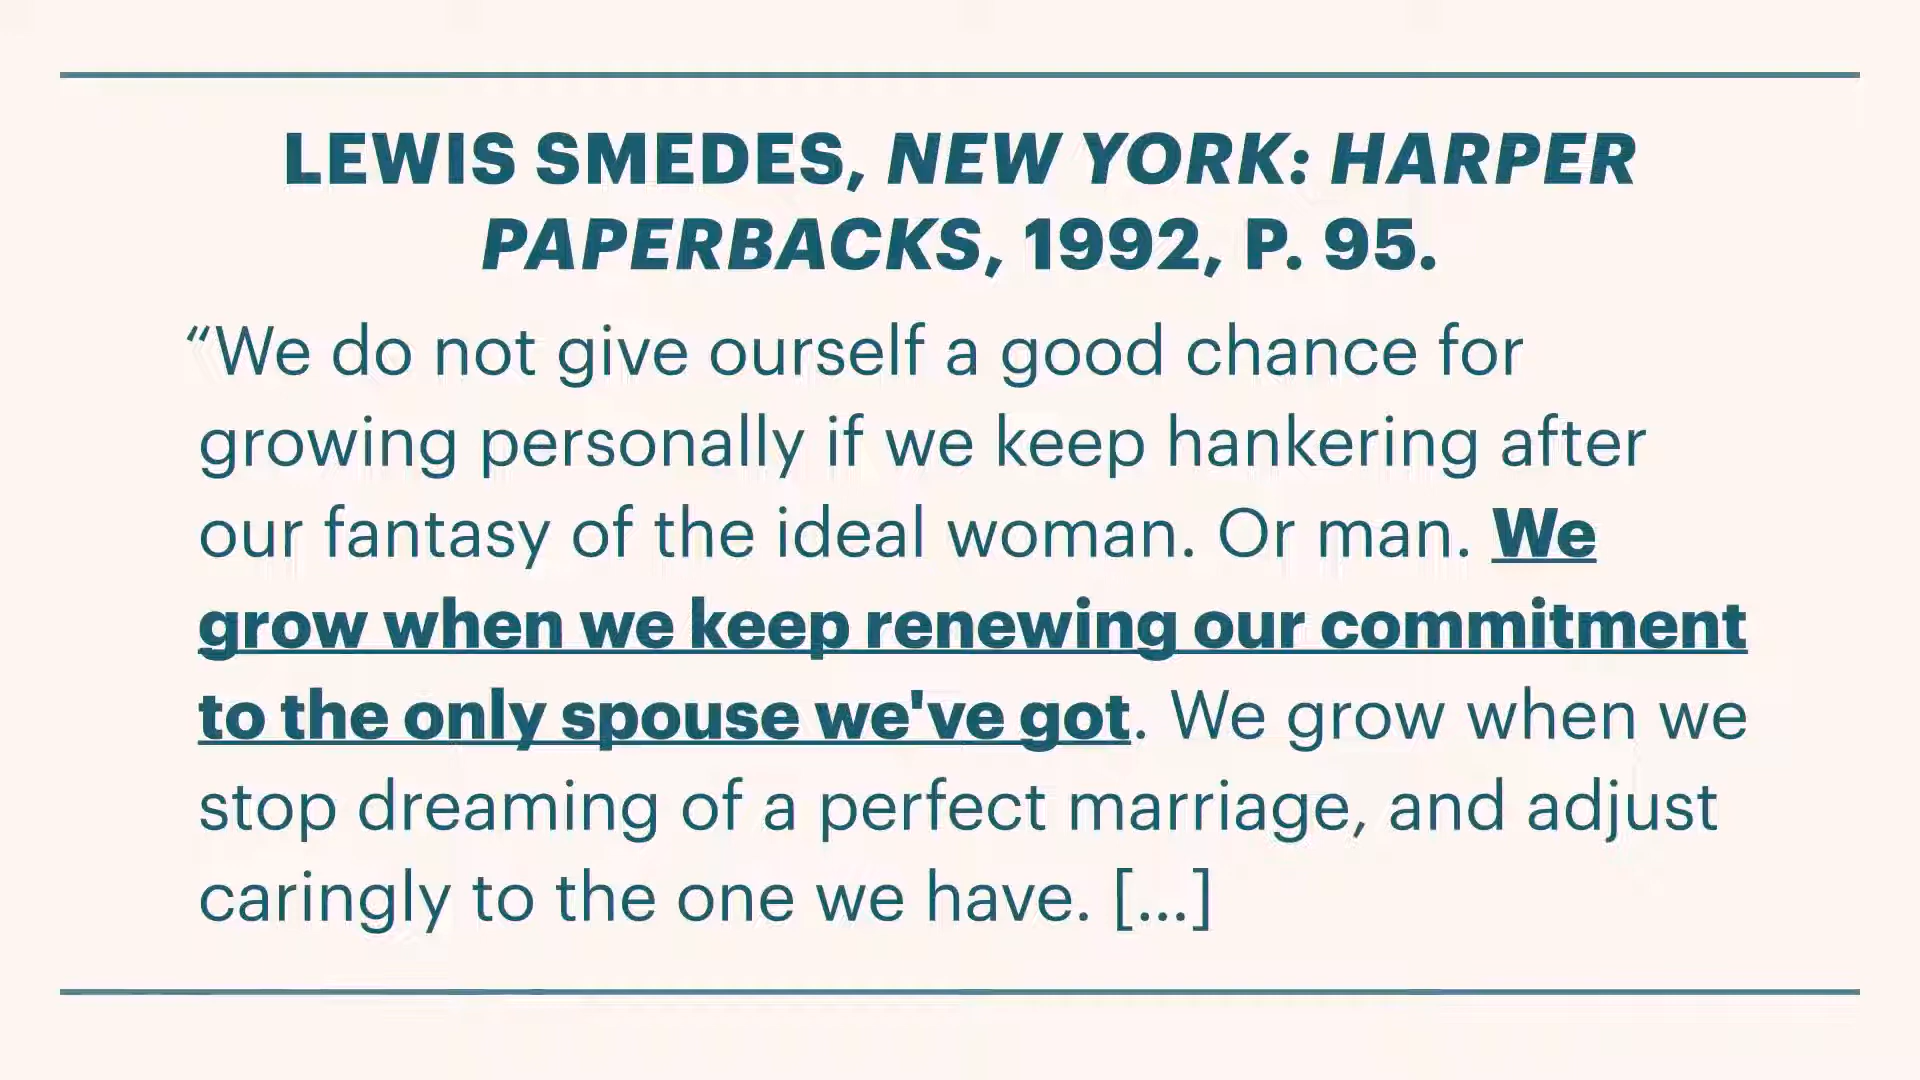 LEWIS SMEDES, NEW YORK: HARPER
PAPERBACKS, 1992, P. 95.
“We do not give ourself a good chance for
growing personally if we keep hankering after
our fantasy of the ideal woman. Or man. We
grow when we keep renewing our commitment
to the only spouse we've got. We grow when we
stop dreaming of a perfect marriage, and adjust
caringly to the one we have. [...]